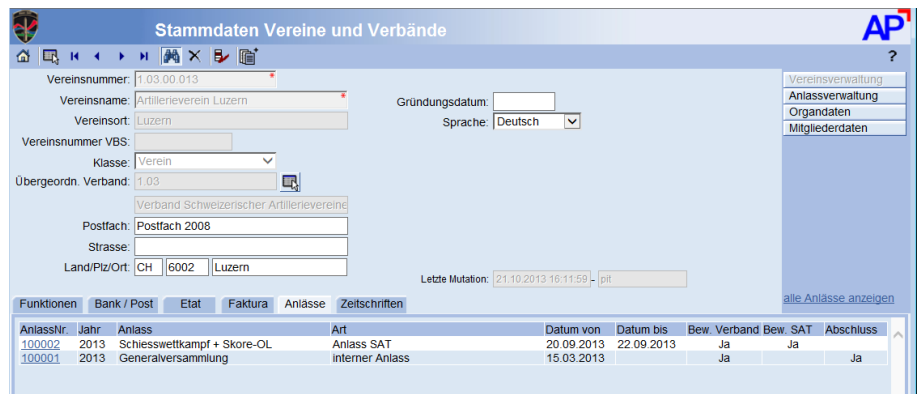 Stammdaten Vereine und Verbände
AP
?
Vereinsnummer: 1.03.00.013 *
Vereinsname: Artillerieverein Luzern *
Gründungsdatum:
Vereinsort: Luzern
Sprache: Deutsch
Vereinsnummer VBS:
Klasse: Verein
Übergeordn. Verband: 1.03
Verband Schweizerischer Artillerievereine
Postfach: Postfach 2008
Strasse:
Land/Plz/Ort: CH 6002 Luzern
Letzte Mutation: 21.10.2013 16:11:59 - pit
Vereinsverwaltung
Anlassverwaltung
Organdaten
Mitgliederdaten
alle Anlässe anzeigen
Funktionen Bank / Post Etat Faktura Anlässe Zeitschriften
AnlassNr. Jahr Anlass Art Datum von Datum bis Bew. Verband Bew. SAT Abschluss
100002 2013 Schiesswettkampf + Skore-OL Anlass SAT 20.09.2013 22.09.2013 Ja Ja
100001 2013 Generalversammlung interner Anlass 15.03.2013 Ja Ja